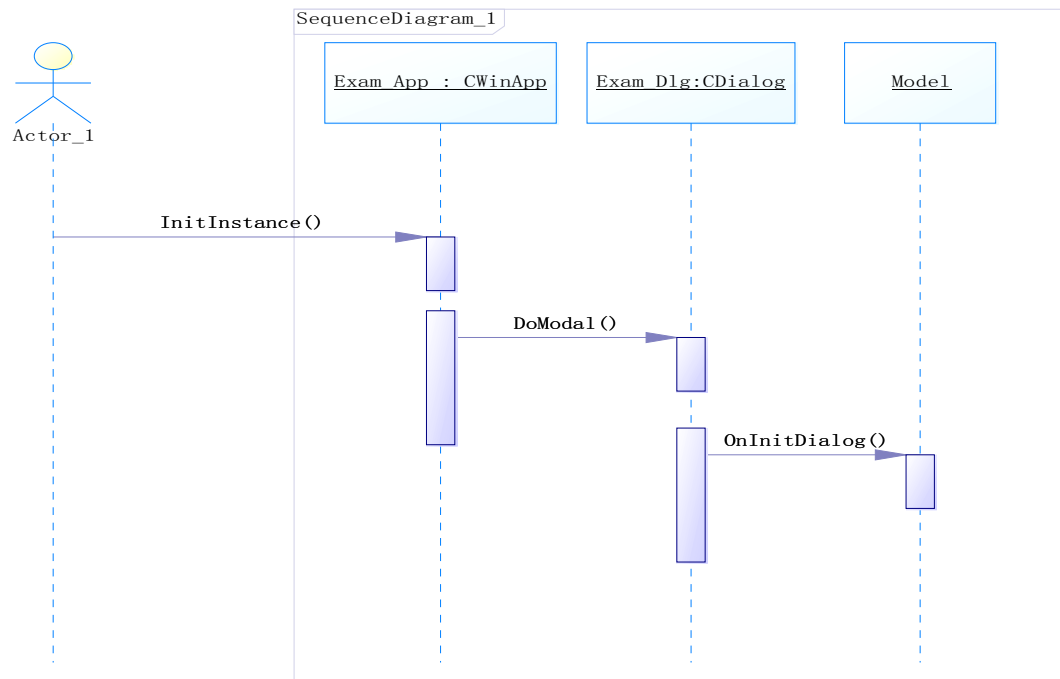 SequenceDiagram_1
Exam_App : CWinApp
Exam_Dlg:CDialog
Model
Actor_1
InitInstance()
DoModal()
OnInitDialog()